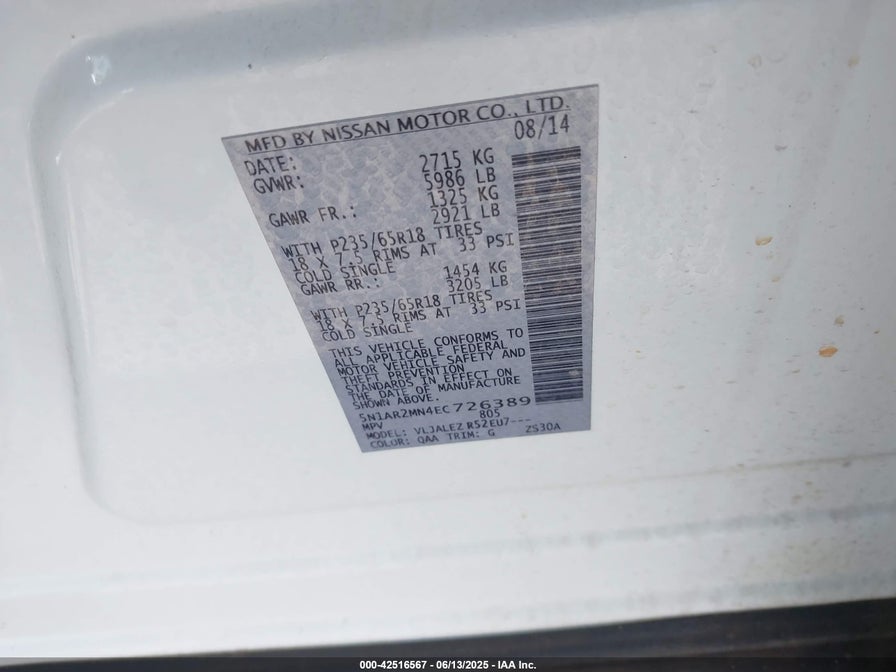 MFD BY NISSAN MOTOR CO., LTD.
DATE: 08/14
GVWR: 2715 KG
5986 LB
GAWR FR.: 1325 KG
2921 LB
WITH P235/65R18 TIRES
18 X 7.5 RIMS AT 33 PSI
COLD SINGLE
GAWR RR.: 1454 KG
3205 LB
WITH P235/65R18 TIRES
18 X 7.5 RIMS AT 33 PSI
COLD SINGLE
THIS VEHICLE CONFORMS TO
ALL APPLICABLE FEDERAL
MOTOR VEHICLE SAFETY AND
THEFT PREVENTION
STANDARDS IN EFFECT ON
THE DATE OF MANUFACTURE
SHOWN ABOVE.
5N1AR2MN4EC726389
MPV 805
MODEL: VLJALEZ R52EU7---
COLOR: QAA TRIM: G ZS30A
000-42516567 - 06/13/2025 - IAA Inc.